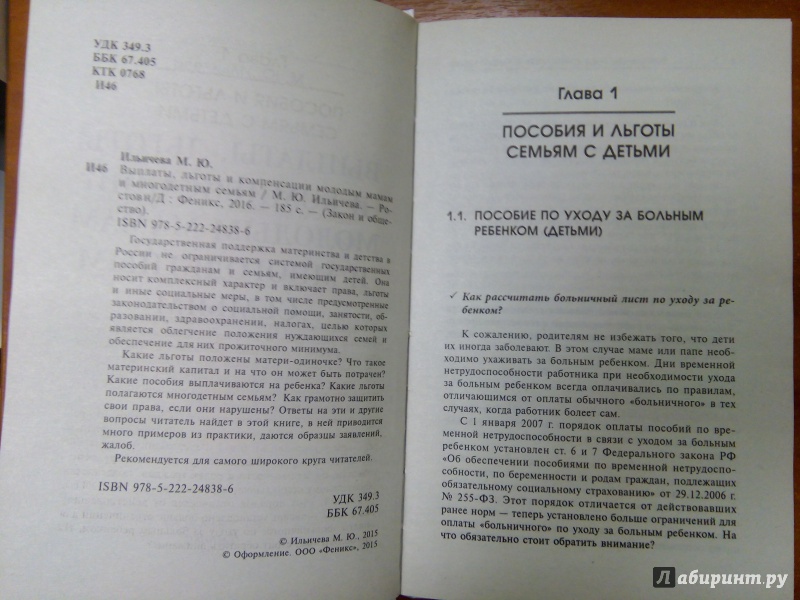 УДК 349.3
ББК 67.405
КТК 0768
И46
Ильичева М. Ю.
И46 Выплаты, льготы и компенсации молодым мамам
и многодетным семьям / М. Ю. Ильичева. — Ро-
стов н/Д : Феникс, 2016. — 185 с. — (Закон и обще-
ство).
ISBN 978-5-222-24838-6
Государственная поддержка материнства и детства в
России не ограничивается системой государственных
пособий гражданам и семьям, имеющим детей. Она
носит комплексный характер и включает права, льготы
и иные социальные меры, в том числе предусмотренные
законодательством о социальной помощи, занятости, об-
разовании, здравоохранении, налогах, целью которых
является облегчение положения нуждающихся семей и
обеспечение для них прожиточного минимума.
Какие льготы положены матери-одиночке? Что такое
материнский капитал и на что он может быть потрачен?
Какие пособия выплачиваются на ребенка? Какие льготы
полагаются многодетным семьям? Как грамотно защитить
свои права, если они нарушены? Ответы на эти и другие
вопросы читатель найдет в этой книге, в ней приводится
много примеров из практики, даются образцы заявлений,
жалоб.
Рекомендуется для самого широкого круга читателей.
ISBN 978-5-222-24838-6
УДК 349.3
ББК 67.405
© Ильичева М. Ю., 2015
© Оформление. ООО «Феникс», 2015
Глава 1
ПОСОБИЯ И ЛЬГОТЫ
СЕМЬЯМ С ДЕТЬМИ
1.1. ПОСОБИЕ ПО УХОДУ ЗА БОЛЬНЫМ
РЕБЕНКОМ (ДЕТЬМИ)
✓ Как рассчитать больничный лист по уходу за ре-
бенком?
К сожалению, родителям не избежать того, что дети
их иногда заболевают. В этом случае маме или папе необ-
ходимо ухаживать за больным ребенком. Дни временной
нетрудоспособности работника при необходимости ухода
за больным ребенком всегда оплачивались по правилам,
отличающимся от оплаты обычного «больничного» в тех
случаях, когда работник болеет сам.
С 1 января 2007 г. порядок оплаты пособий по вре-
менной нетрудоспособности в связи с уходом за больным
ребенком установлен ст. 6 и 7 Федерального закона РФ
«Об обеспечении пособиями по временной нетрудоспо-
собности, по беременности и родам граждан, подлежащих
обязательному социальному страхованию» от 29.12.2006 г.
№ 255-ФЗ. Этот порядок отличается от действовавших
ранее норм — теперь установлено больше ограничений для
оплаты «больничного» по уходу за больным ребенком. На
что обязательно стоит обратить внимание?
Лабиринт.ру